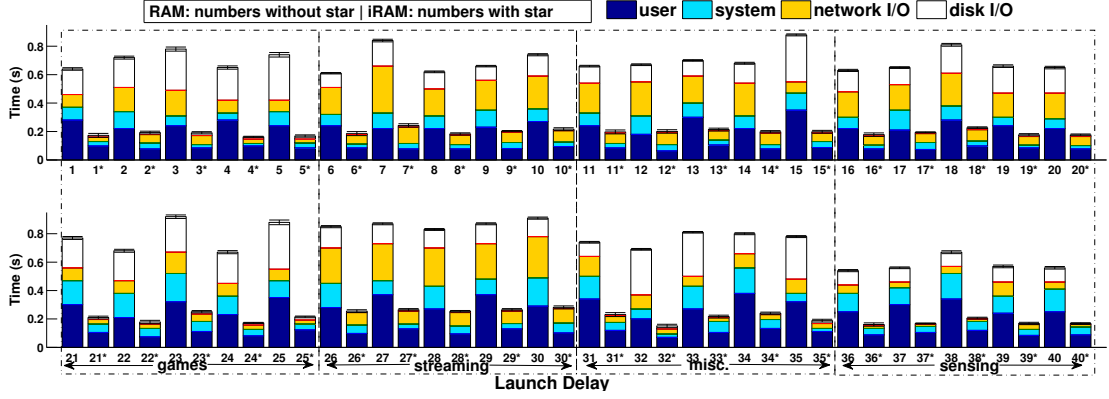 RAM: numbers without star | iRAM: numbers with star
user system network I/O disk I/O
Time (s)
0.8
0.6
0.4
0.2
0
1 1* 2 2* 3 3* 4 4* 5 5* 6 6* 7 7* 8 8* 9 9* 10 10* 11 11* 12 12* 13 13* 14 14* 15 15* 16 16* 17 17* 18 18* 19 19* 20 20*
Time (s)
0.8
0.6
0.4
0.2
0
21 21* 22 22* 23 23* 24 24* 25 25* 26 26* 27 27* 28 28* 29 29* 30 30* 31 31* 32 32* 33 33* 34 34* 35 35* 36 36* 37 37* 38 38* 39 39* 40 40*
games streaming misc. sensing
Launch Delay